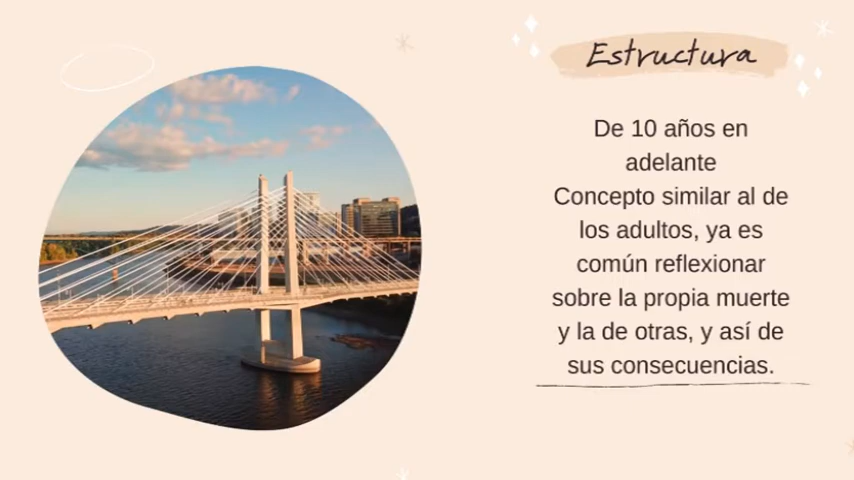 Estructura
De 10 años en
adelante
Concepto similar al de
los adultos, ya es
común reflexionar
sobre la propia muerte
y la de otras, y así de
sus consecuencias.